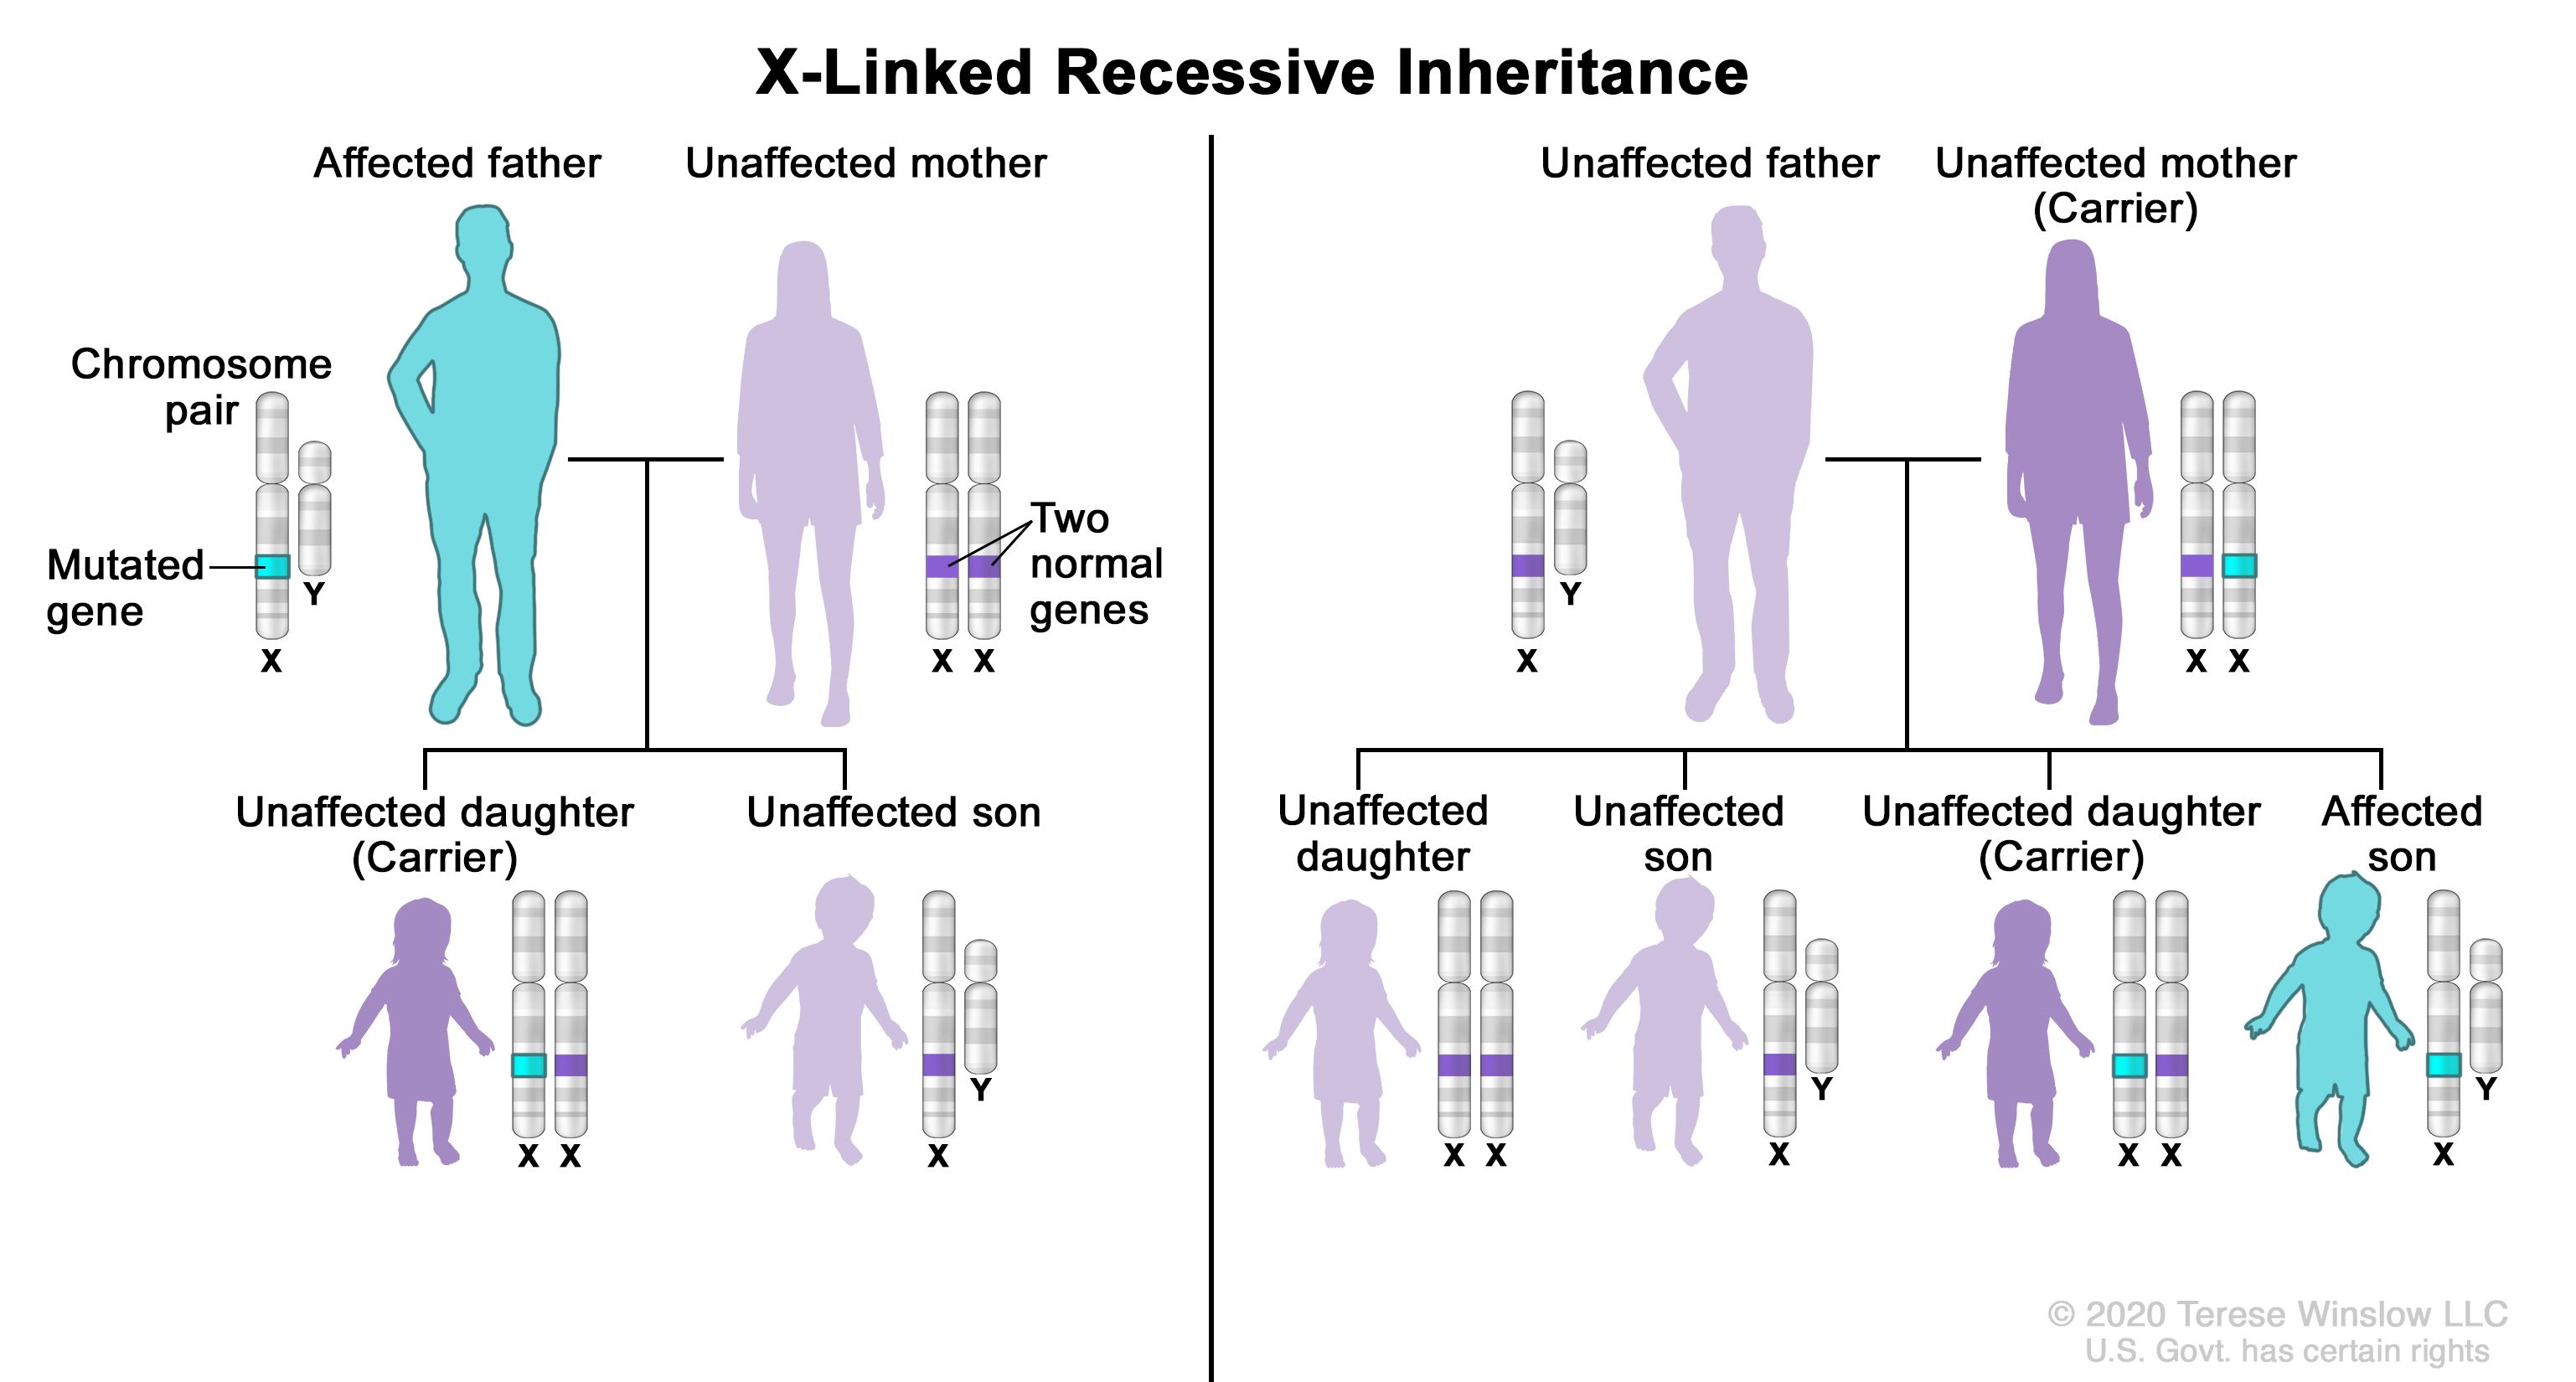 X-Linked Recessive Inheritance
Affected father
Unaffected mother
Chromosome
pair
Mutated
gene
X
Y
Two
normal
genes
X X
Unaffected daughter
(Carrier)
X X
Unaffected son
X
Y
Unaffected father
Unaffected mother
(Carrier)
X
Y
X X
Unaffected
daughter
X X
Unaffected
son
X
Y
Unaffected daughter
(Carrier)
X X
Affected
son
X
Y
© 2020 Terese Winslow LLC
U.S. Govt. has certain rights